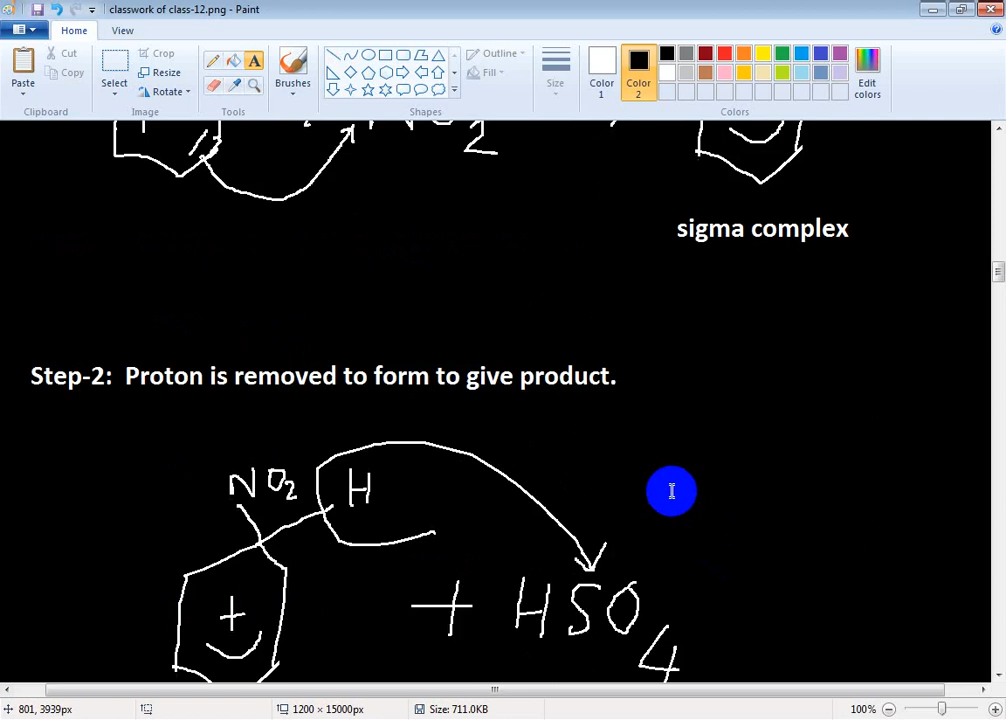 classwork of class-12.png - Paint
Home View
Paste
Cut
Copy
Clipboard
Select
Crop
Resize
Rotate
Image
A
Tools
Brushes
Shapes
Outline
Fill
Size
Color 1
Color 2
Edit colors
Colors
NO2
sigma complex
Step-2: Proton is removed to form to give product.
NO2 H
+ + HSO4
801, 3939px 1200 × 15000px Size: 711.0KB 100%